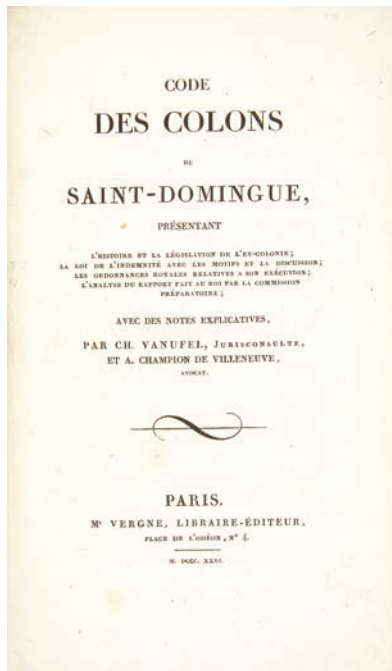 CODE
DES COLONS
DE
SAINT-DOMINGUE,
PRÉSENTANT
L'HISTOIRE ET LA LÉGISLATION DE L'EX-COLONIE;
LA LOI DE L'INDEMNITÉ AVEC LES MOTIFS ET LA DISCUSSION;
LES ORDONNANCES ROYALES RELATIVES A SON EXÉCUTION;
L'ANALYSE DU RAPPORT FAIT AU ROI PAR LA COMMISSION
PRÉPARATOIRE;
AVEC DES NOTES EXPLICATIVES,
PAR CH. VANUFEL, JURISCONSULTE,
ET A. CHAMPION DE VILLENEUVE,
AVOCAT.
PARIS.
Me VERGNE, LIBRAIRE-ÉDITEUR,
PLACE DE L'ODÉON, No 4.
M. DCCC. XXVI.